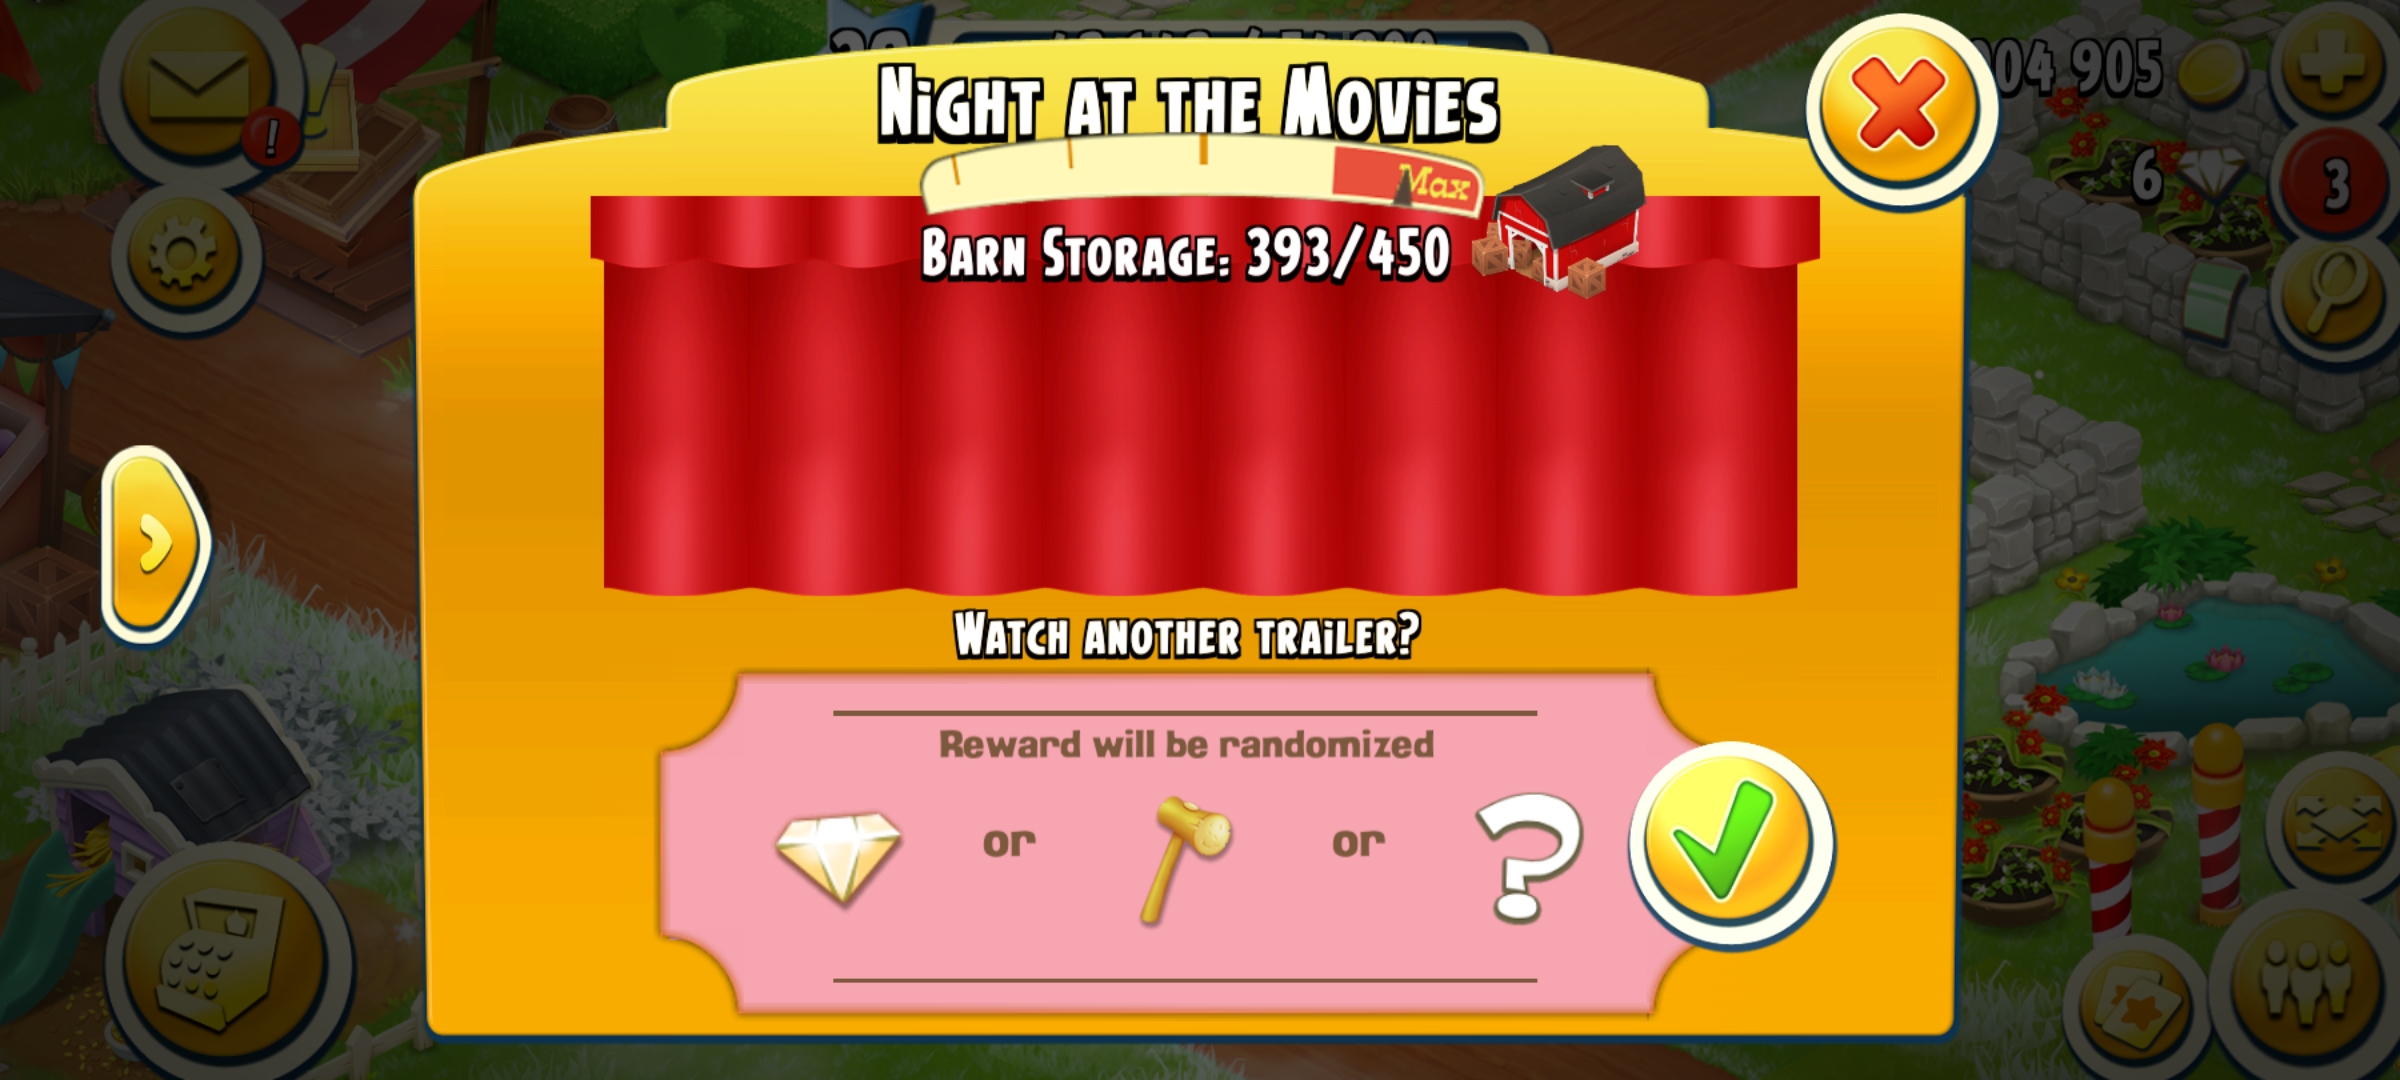 NIGHT AT THE MOVIES
04 905
Max
6
3
BARN STORAGE: 393/450
WATCH ANOTHER TRAILER?
Reward will be randomized
or
or
?